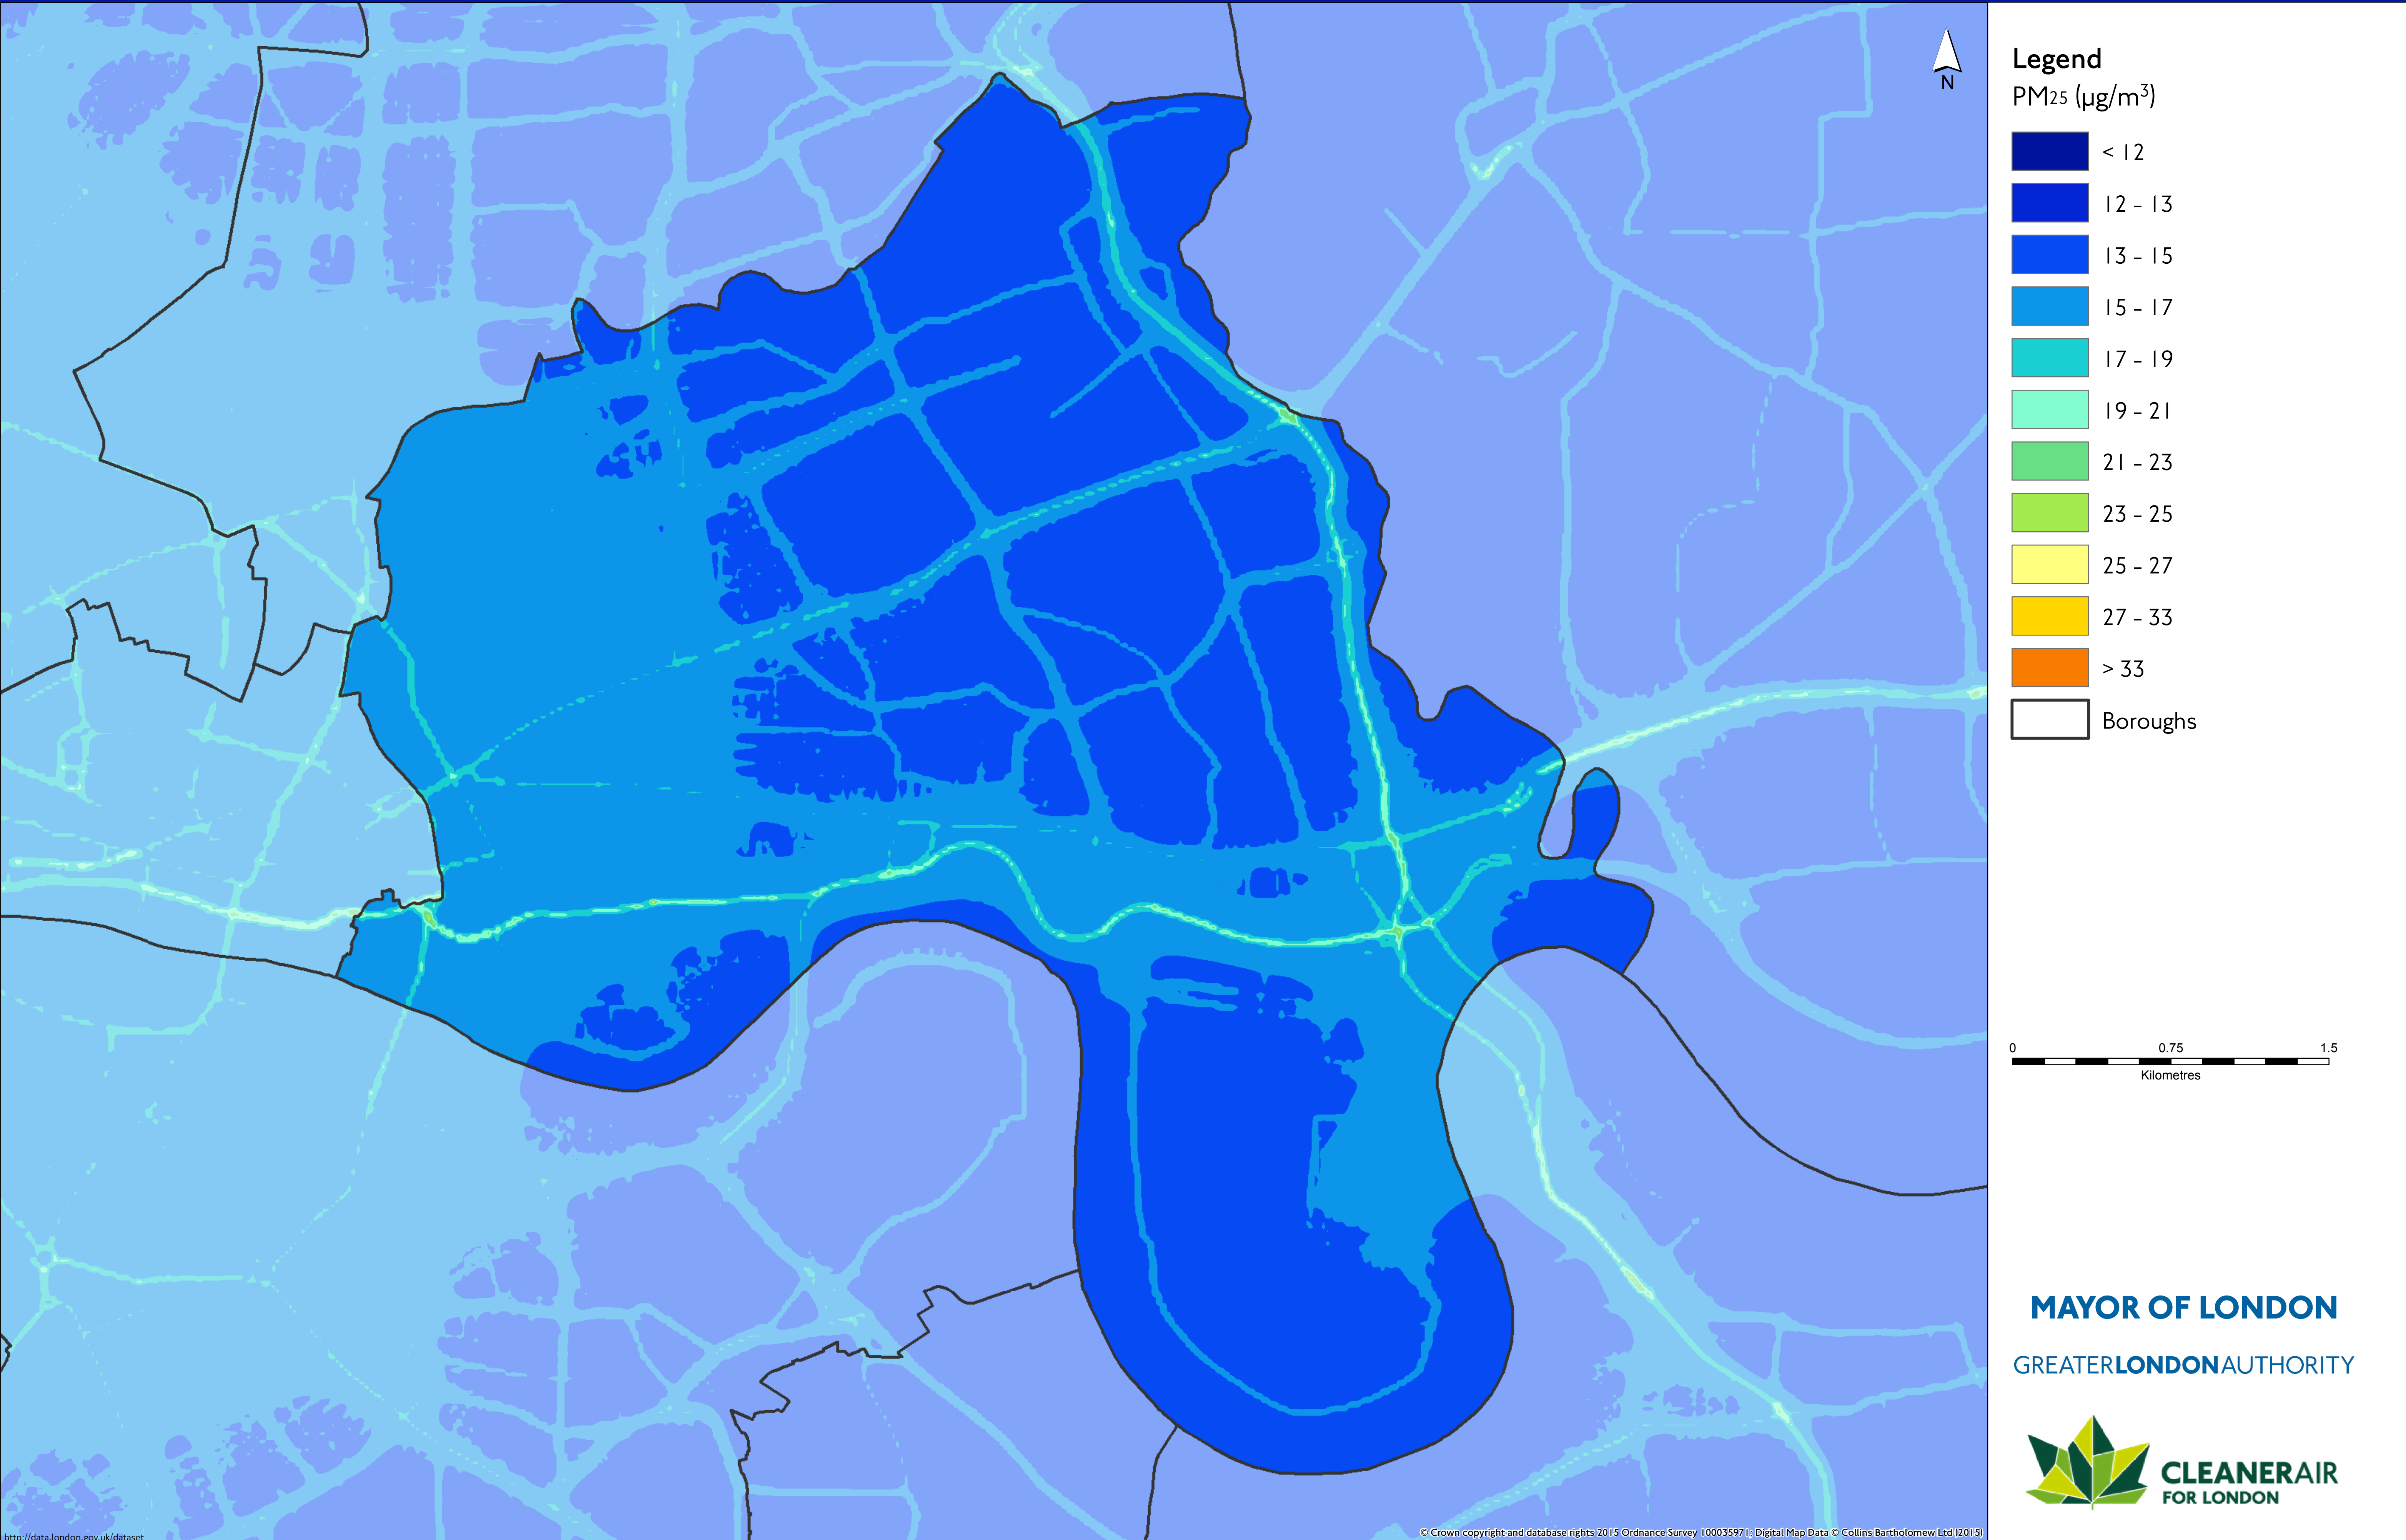 N
Legend
PM25 (µg/m³)
< 12
12 - 13
13 - 15
15 - 17
17 - 19
19 - 21
21 - 23
23 - 25
25 - 27
27 - 33
> 33
Boroughs
0 0.75 1.5
Kilometres
MAYOR OF LONDON
GREATERLONDONAUTHORITY
CLEANERAIR
FOR LONDON
http://data.london.gov.uk/dataset
© Crown copyright and database rights 2015 Ordnance Survey 100035971; Digital Map Data © Collins Bartholomew Ltd (2015)